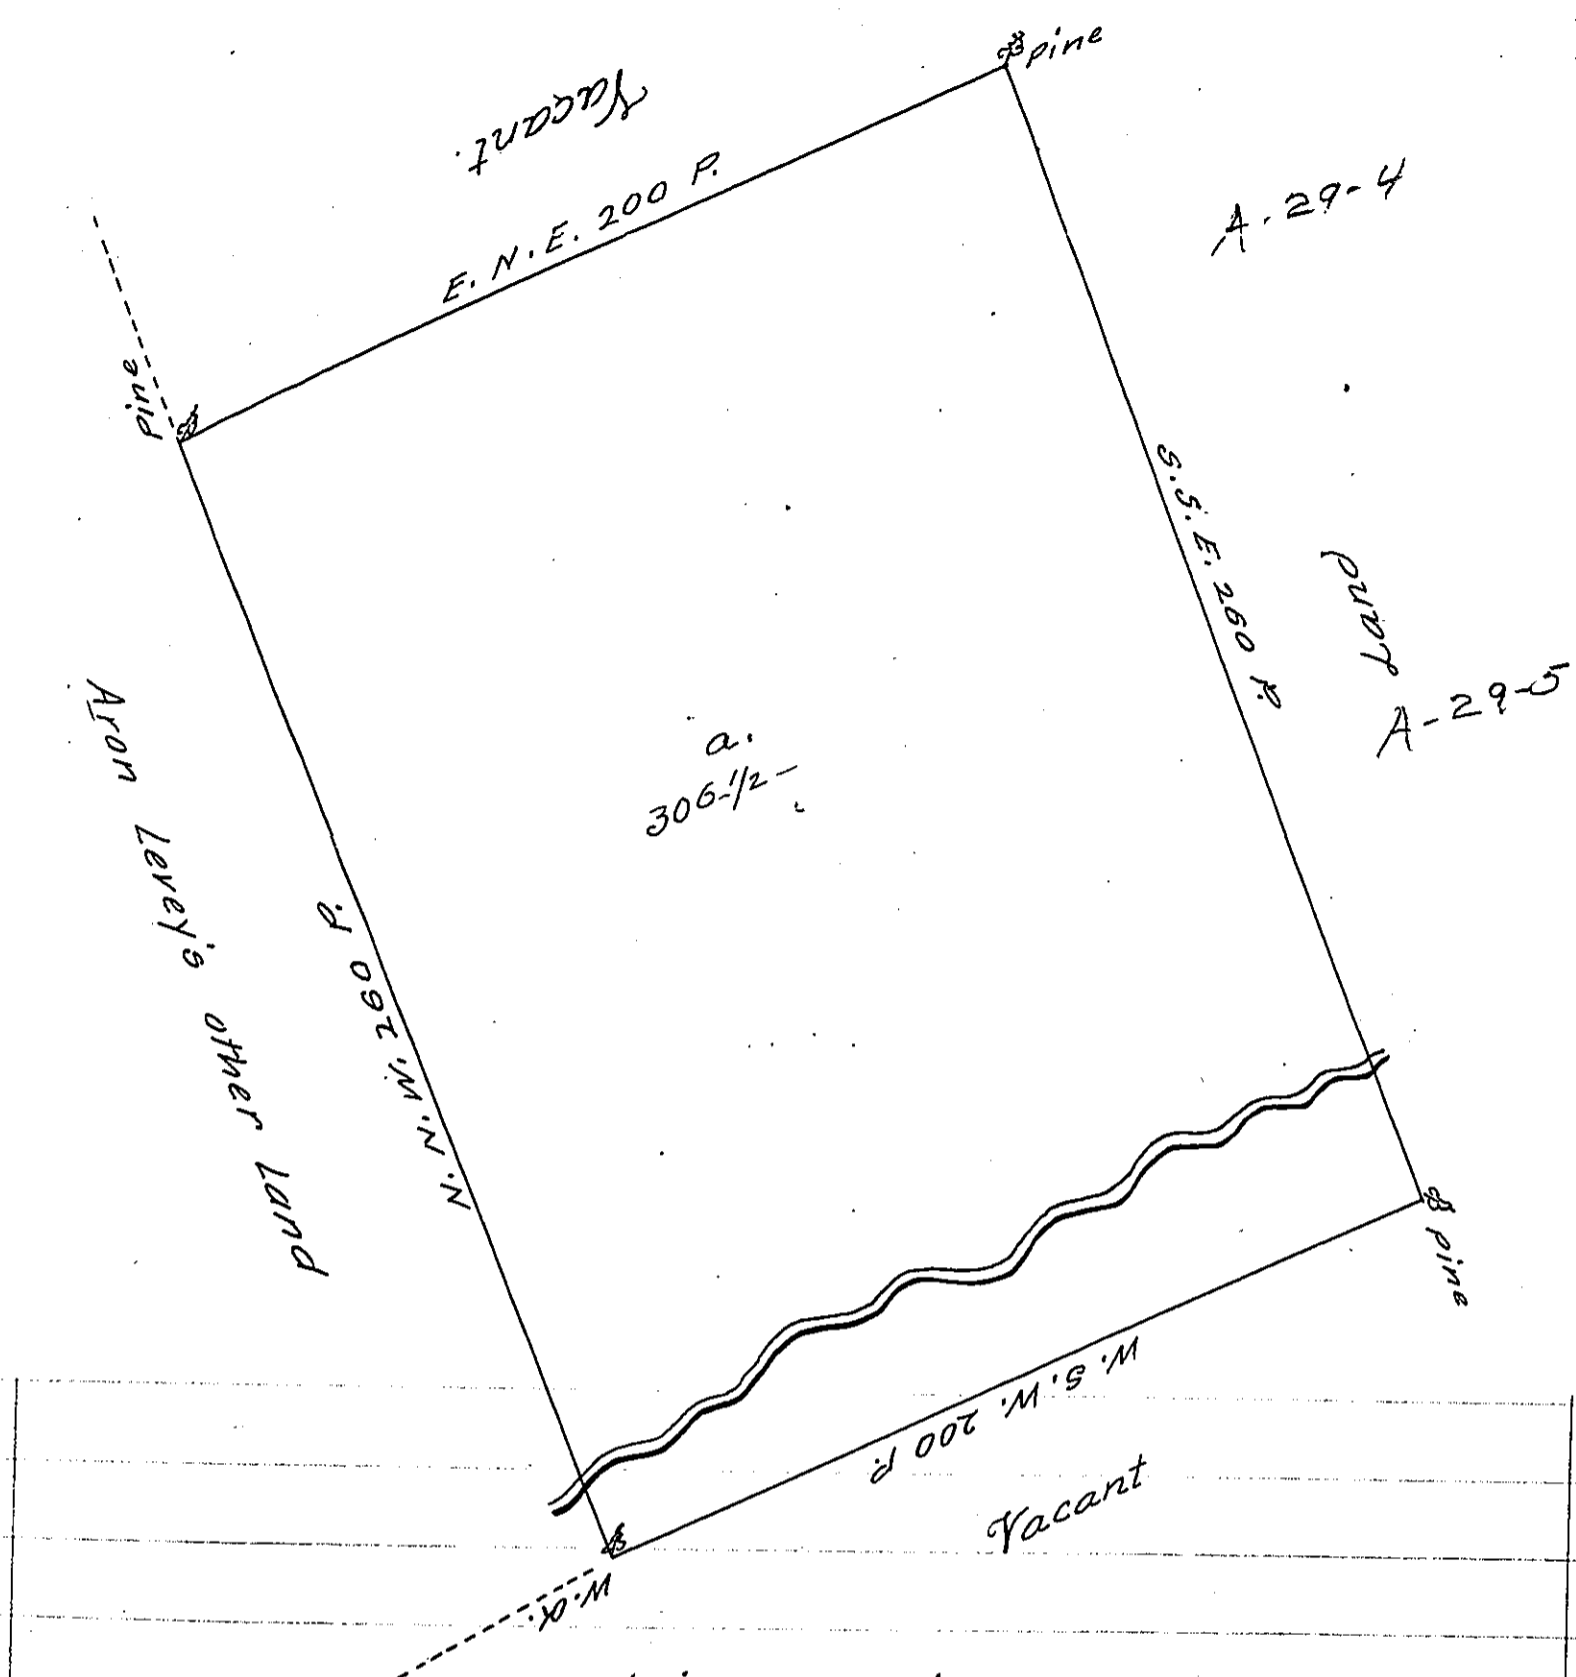 pine
Vacant.
E. N. E. 200 P.
A. 29-4
pine
S. S. E. 260 P.
Land
A-29-5
a.
306-1/2-
Aron Levey's other Land
N. N. W. 260 P.
pine
W. S. W. 200 P.
Vacant
W. O.